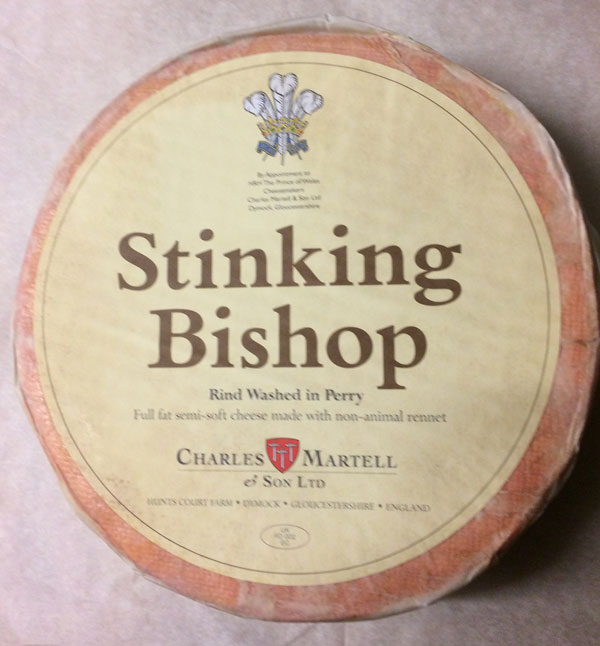 By Appointment to
HRH The Prince of Wales
Cheesemakers
Charles Martell & Son Ltd
Dymock, Gloucestershire
Stinking
Bishop
Rind Washed in Perry
Full fat semi-soft cheese made with non-animal rennet
CHARLES MARTELL
& SON LTD
HUNTS COURT FARM • DYMOCK • GLOUCESTERSHIRE • ENGLAND
UK